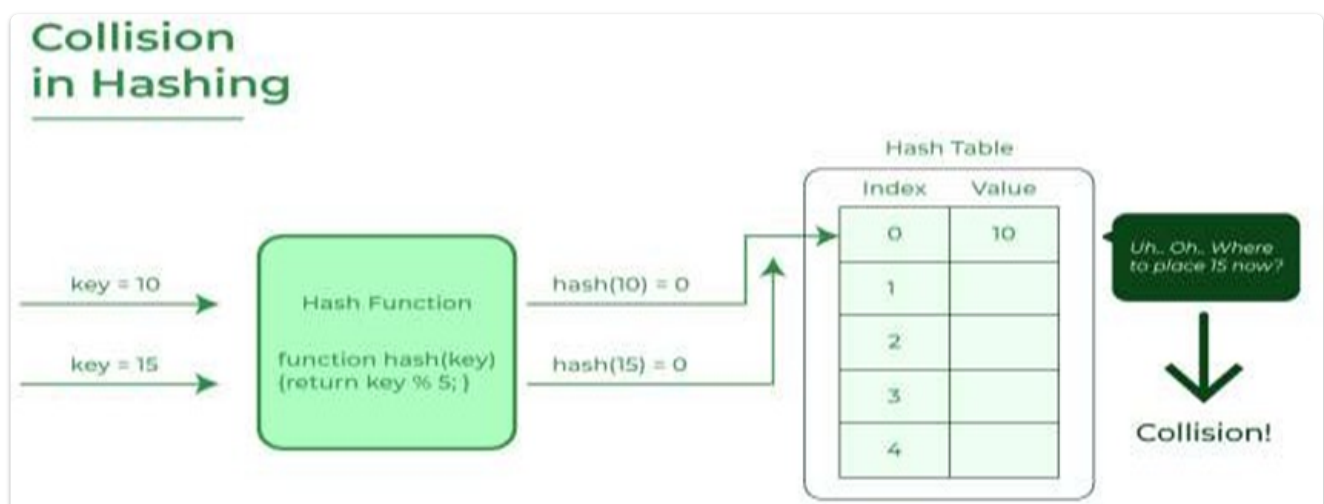 Collision
in Hashing
Hash Table
Index Value
0 10
1
2
3
4
key = 10
key = 15
Hash Function
function hash(key)
{return key % 5; }
hash(10) = 0
hash(15) = 0
Uh.. Oh.. Where
to place 15 now?
Collision!